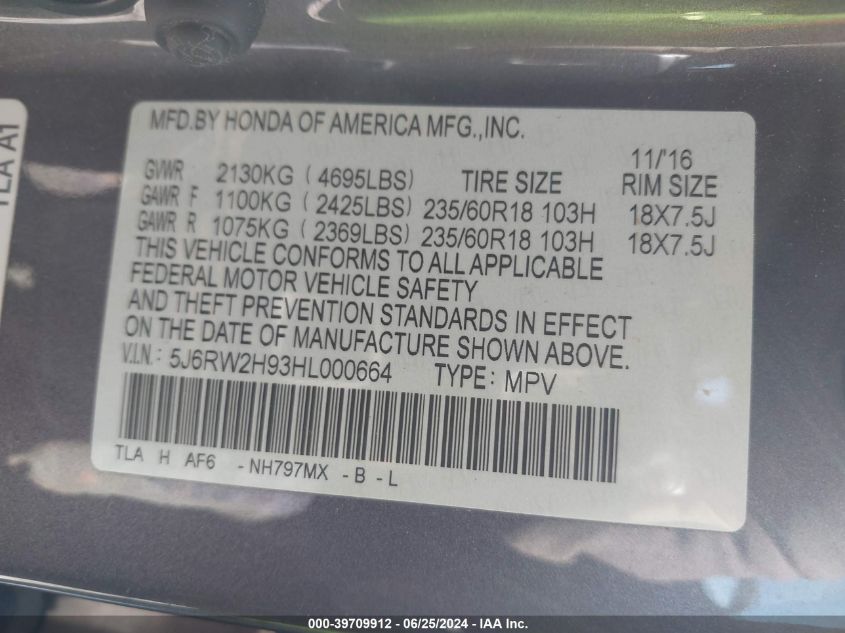 TLA A1
MFD.BY HONDA OF AMERICA MFG.,INC.
11/'16
GVWR 2130KG ( 4695LBS) TIRE SIZE RIM SIZE
GAWR F 1100KG ( 2425LBS) 235/60R18 103H 18X7.5J
GAWR R 1075KG ( 2369LBS) 235/60R18 103H 18X7.5J
THIS VEHICLE CONFORMS TO ALL APPLICABLE
FEDERAL MOTOR VEHICLE SAFETY
AND THEFT PREVENTION STANDARDS IN EFFECT
ON THE DATE OF MANUFACTURE SHOWN ABOVE.
V.I.N.: 5J6RW2H93HL000664 TYPE: MPV
TLA H AF6 - NH797MX - B - L
000-39709912 - 06/25/2024 - IAA Inc.